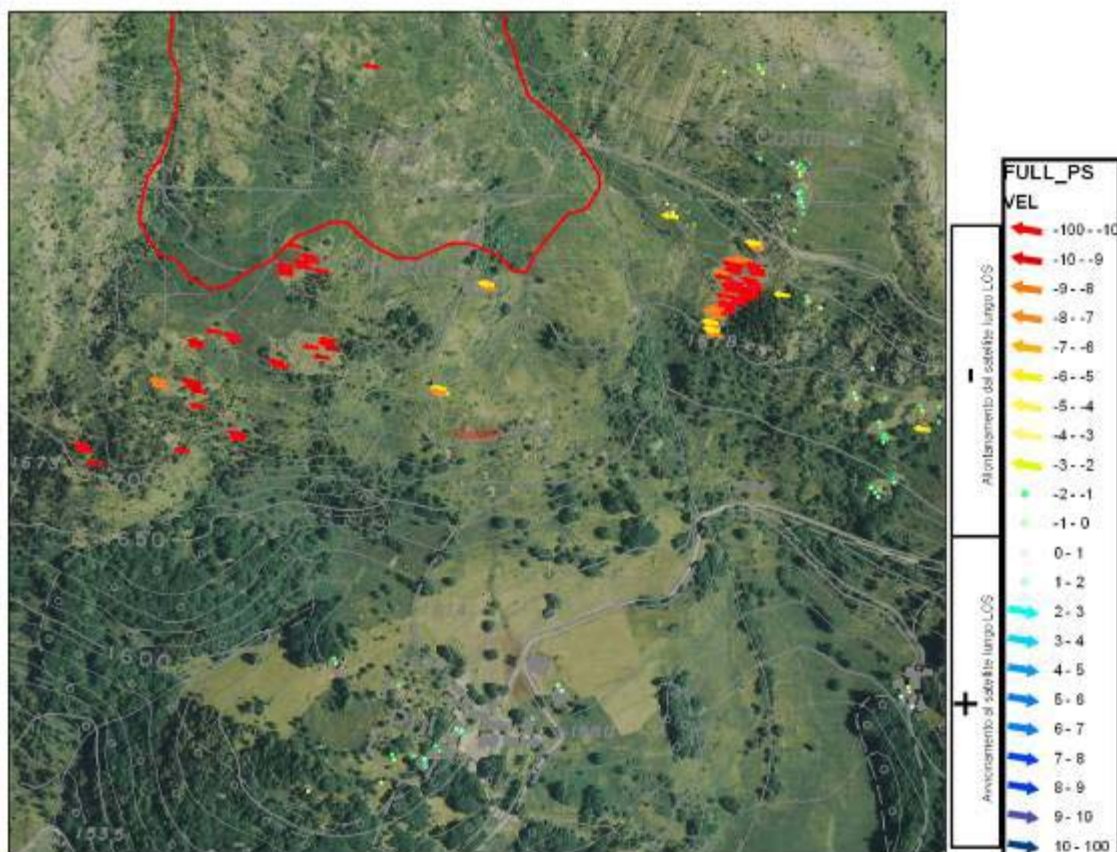 FULL_PS
VEL
-100 - -10
-10 - -9
-9 - -8
-8 - -7
-7 - -6
-6 - -5
-5 - -4
-4 - -3
-3 - -2
-2 - -1
-1 - 0
0 - 1
1 - 2
2 - 3
3 - 4
4 - 5
5 - 6
6 - 7
7 - 8
8 - 9
9 - 10
10 - 100
-
Allontanamento dal satellite lungo LOS
+
Avvicinamento al satellite lungo LOS
1675
1700
1650
1600
1535